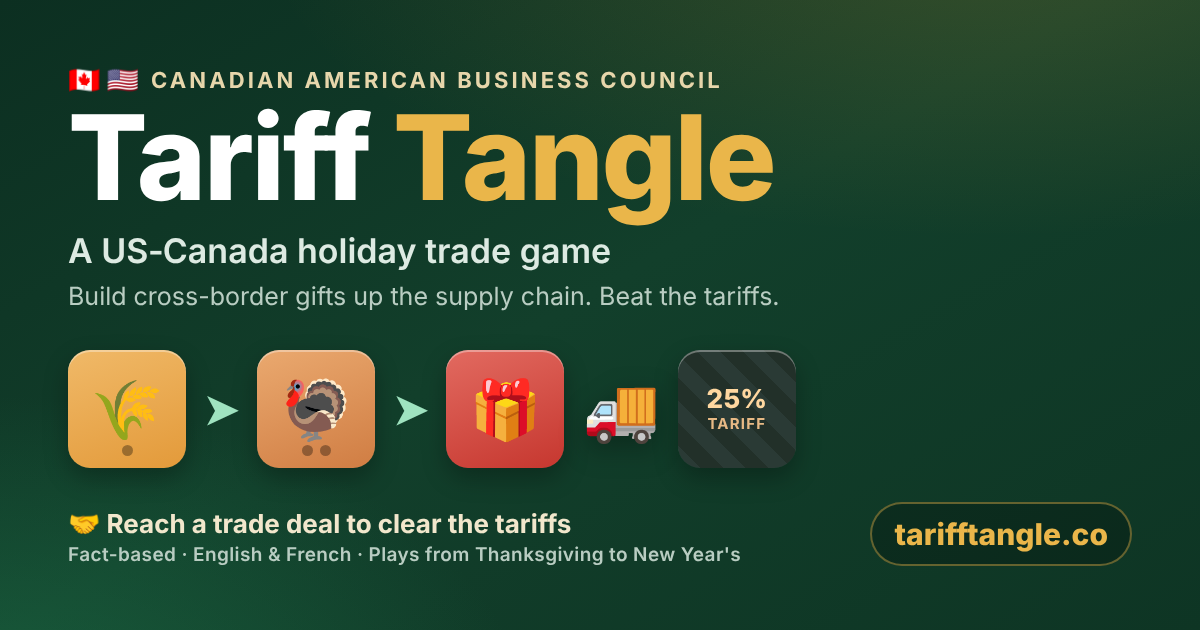 CANADIAN AMERICAN BUSINESS COUNCIL
Tariff Tangle
A US-Canada holiday trade game
Build cross-border gifts up the supply chain. Beat the tariffs.
25%
TARIFF
Reach a trade deal to clear the tariffs
Fact-based · English & French · Plays from Thanksgiving to New Year's
tarifftangle.co